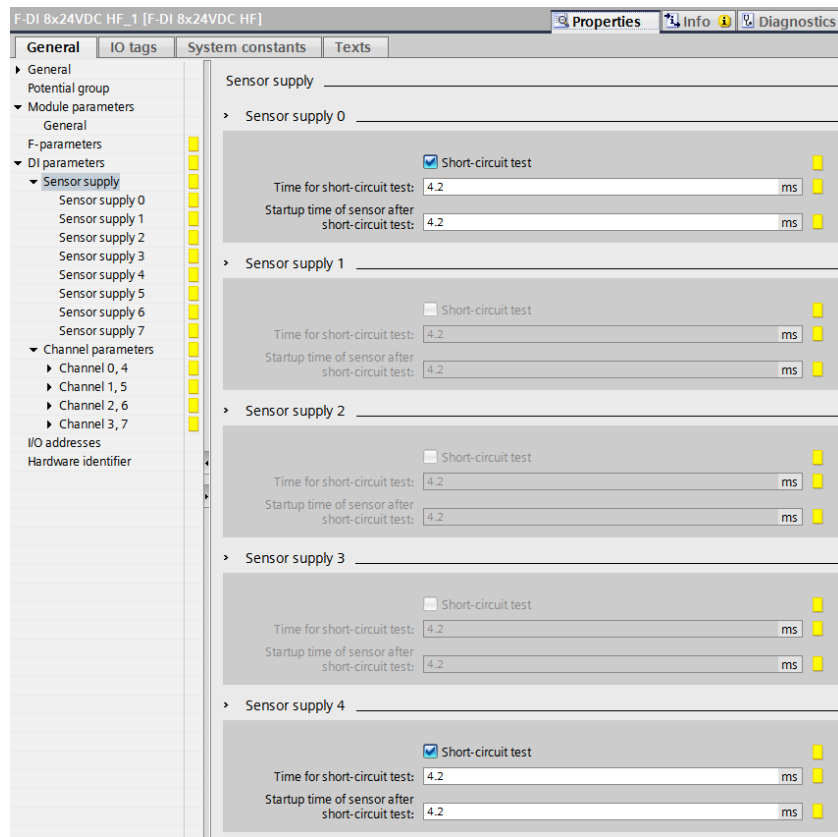 F-DI 8x24VDC HF_1 [F-DI 8x24VDC HF]
Properties
Info
Diagnostics
General
IO tags
System constants
Texts
General
Potential group
Module parameters
General
F-parameters
DI parameters
Sensor supply
Sensor supply 0
Sensor supply 1
Sensor supply 2
Sensor supply 3
Sensor supply 4
Sensor supply 5
Sensor supply 6
Sensor supply 7
Channel parameters
Channel 0, 4
Channel 1, 5
Channel 2, 6
Channel 3, 7
I/O addresses
Hardware identifier
Sensor supply
Sensor supply 0
Short-circuit test
Time for short-circuit test: 4.2 ms
Startup time of sensor after
short-circuit test: 4.2 ms
Sensor supply 1
Short-circuit test
Time for short-circuit test: 4.2 ms
Startup time of sensor after
short-circuit test: 4.2 ms
Sensor supply 2
Short-circuit test
Time for short-circuit test: 4.2 ms
Startup time of sensor after
short-circuit test: 4.2 ms
Sensor supply 3
Short-circuit test
Time for short-circuit test: 4.2 ms
Startup time of sensor after
short-circuit test: 4.2 ms
Sensor supply 4
Short-circuit test
Time for short-circuit test: 4.2 ms
Startup time of sensor after
short-circuit test: 4.2 ms